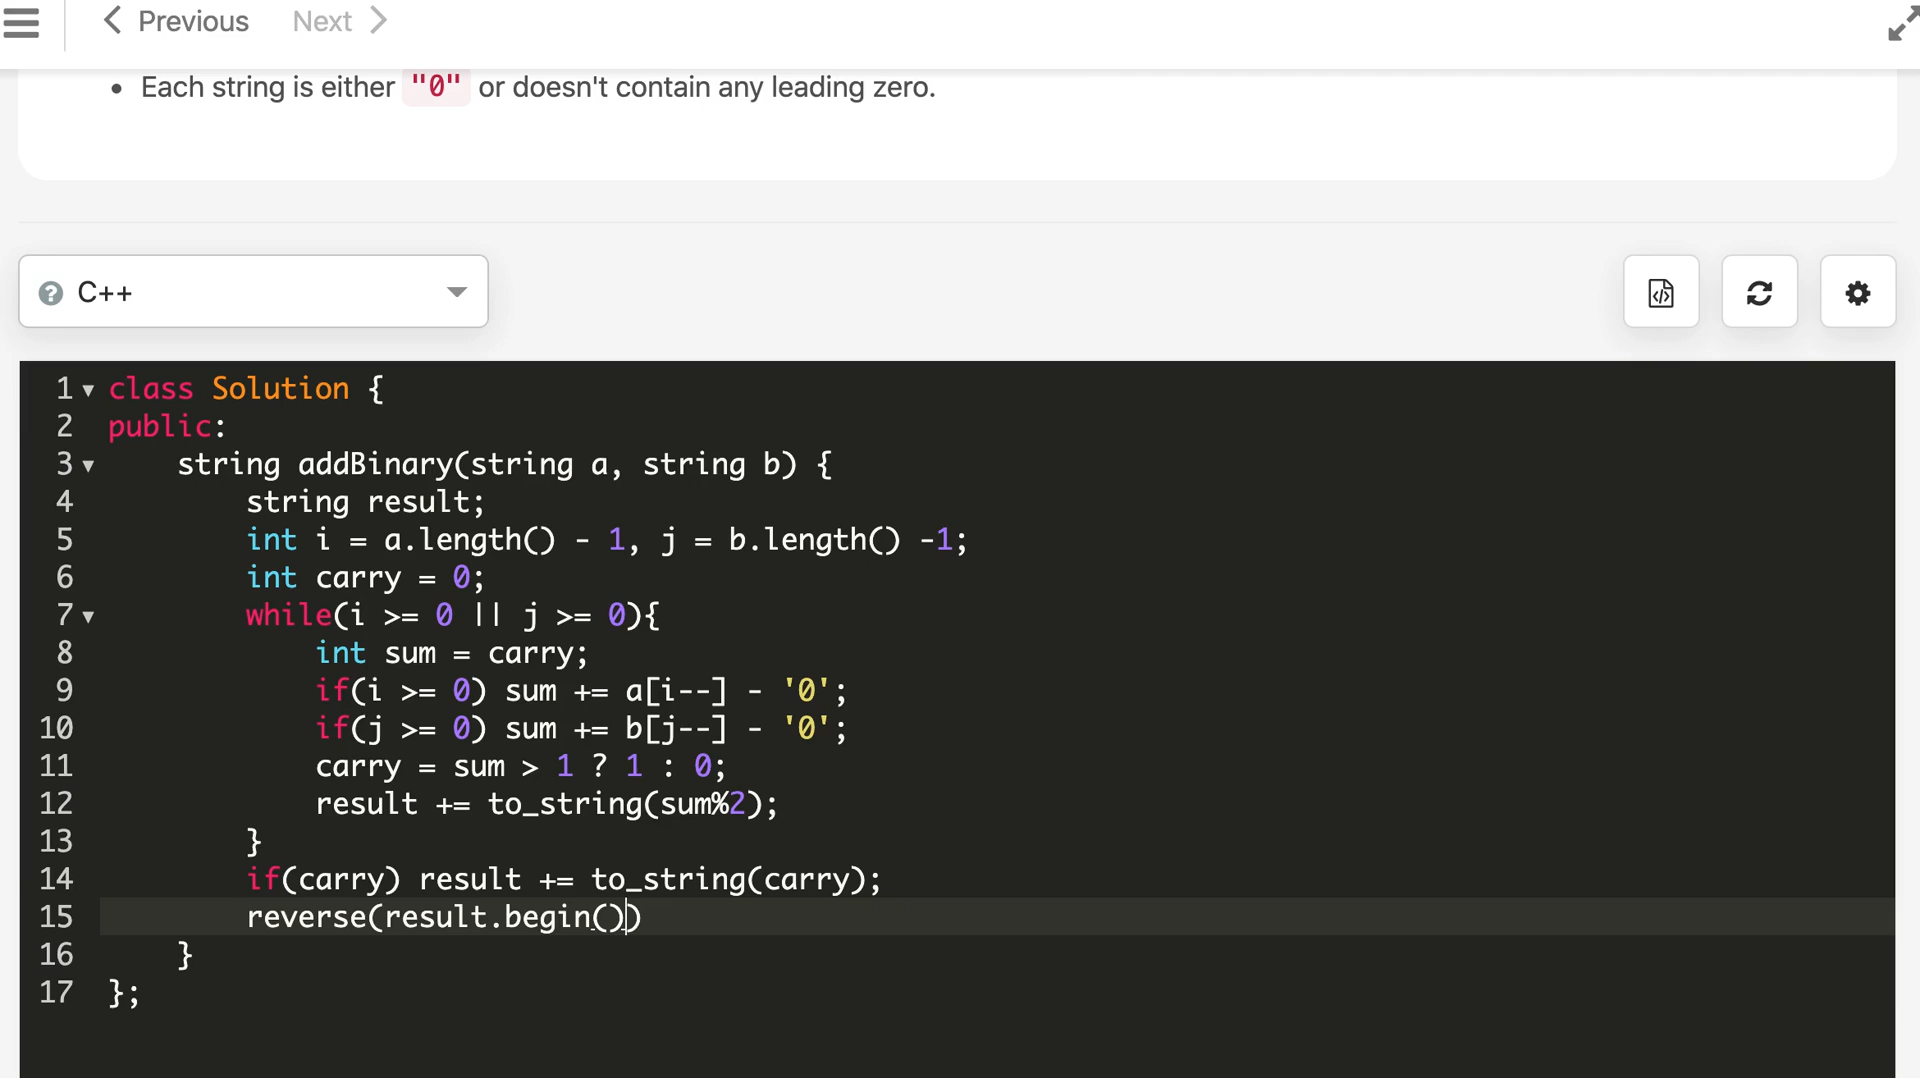 Previous Next
Each string is either "0" or doesn't contain any leading zero.
C++
1 class Solution {
2 public:
3     string addBinary(string a, string b) {
4         string result;
5         int i = a.length() - 1, j = b.length() -1;
6         int carry = 0;
7         while(i >= 0 || j >= 0){
8             int sum = carry;
9             if(i >= 0) sum += a[i--] - '0';
10             if(j >= 0) sum += b[j--] - '0';
11             carry = sum > 1 ? 1 : 0;
12             result += to_string(sum%2);
13         }
14         if(carry) result += to_string(carry);
15         reverse(result.begin())
16     }
17 };